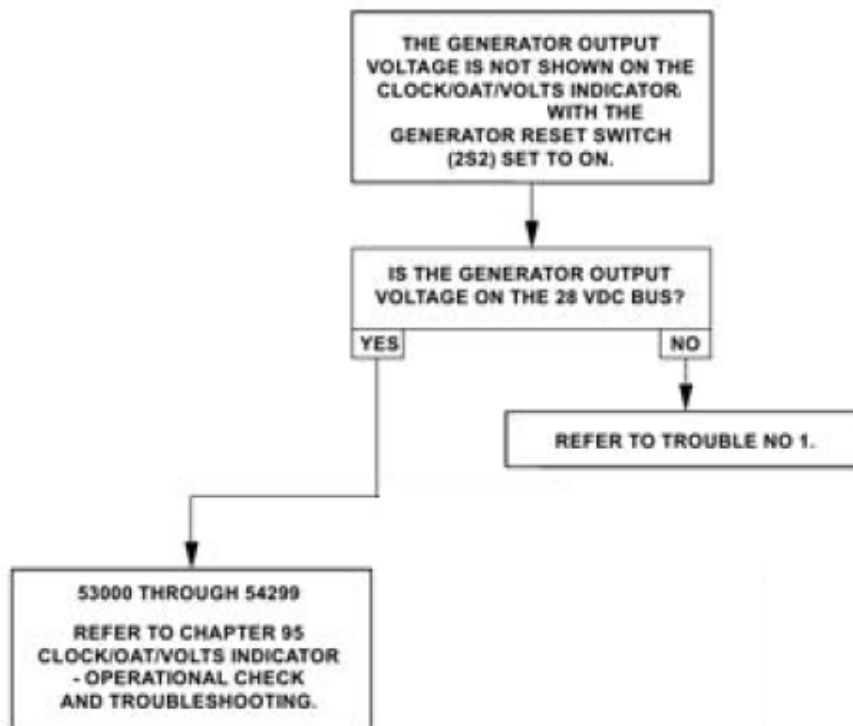 THE GENERATOR OUTPUT
VOLTAGE IS NOT SHOWN ON THE
CLOCK/OAT/VOLTS INDICATOR.
WITH THE
GENERATOR RESET SWITCH
(2S2) SET TO ON.
IS THE GENERATOR OUTPUT
VOLTAGE ON THE 28 VDC BUS?
YES
NO
REFER TO TROUBLE NO 1.
53000 THROUGH 54299
REFER TO CHAPTER 95
CLOCK/OAT/VOLTS INDICATOR
- OPERATIONAL CHECK
AND TROUBLESHOOTING.